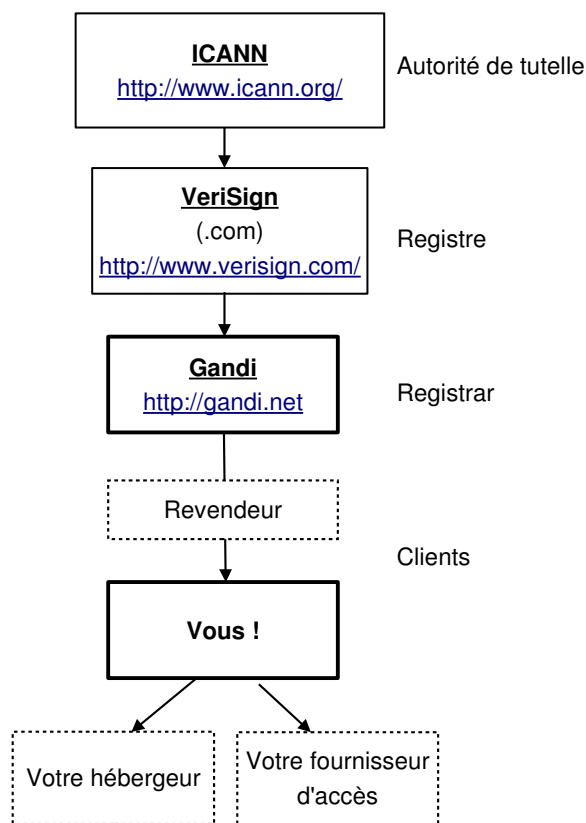 ICANN
http://www.icann.org/
Autorité de tutelle
VeriSign
(.com)
http://www.verisign.com/
Registre
Gandi
http://gandi.net
Registrar
Revendeur
Clients
Vous !
Votre hébergeur
Votre fournisseur
d'accès